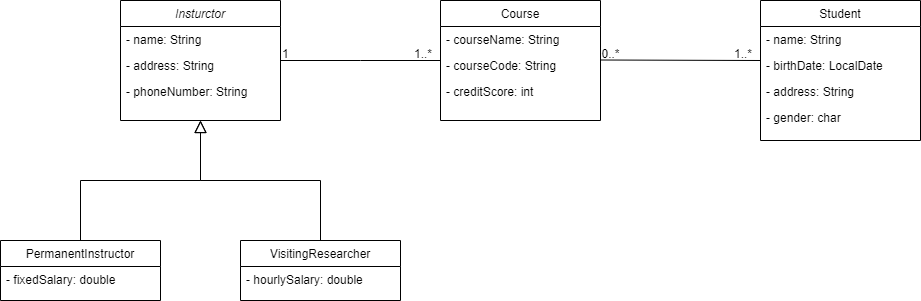 Insturctor
- name: String
- address: String
- phoneNumber: String
1
1..*
Course
- courseName: String
- courseCode: String
- creditScore: int
0..*
1..*
Student
- name: String
- birthDate: LocalDate
- address: String
- gender: char
PermanentInstructor
- fixedSalary: double
VisitingResearcher
- hourlySalary: double